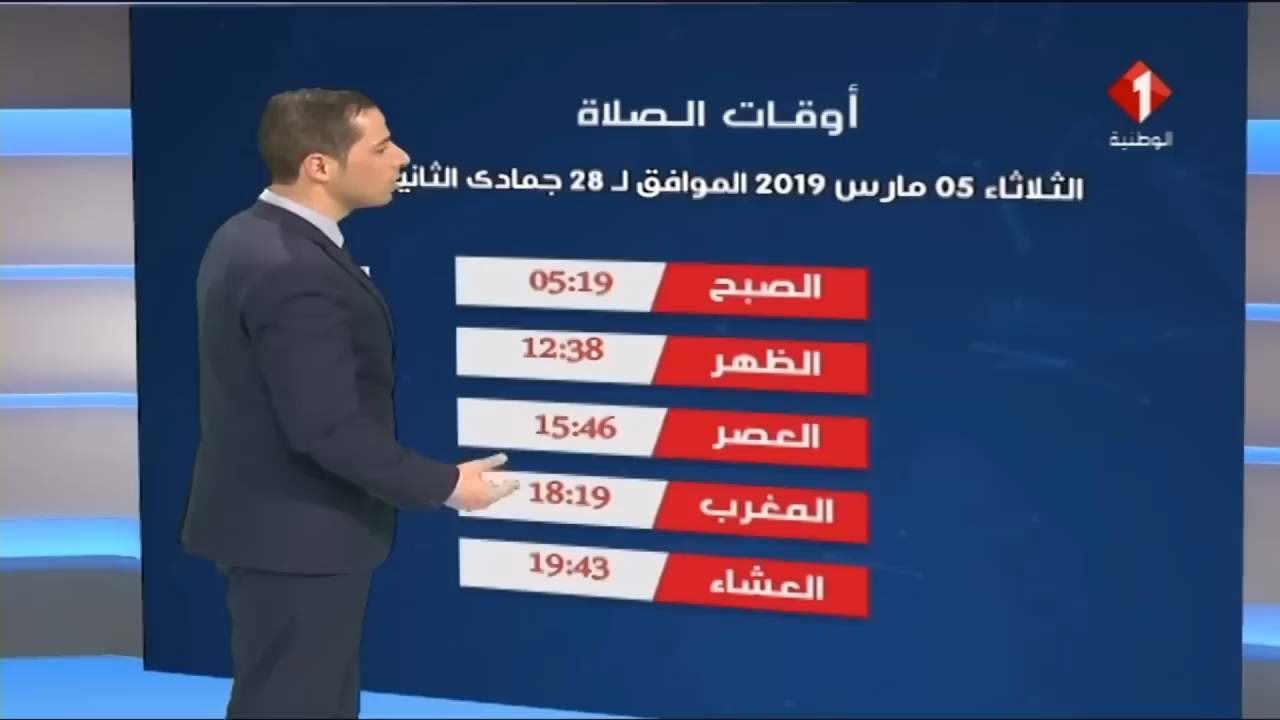 أوقات الصلاة
1
الوطنية
الثلاثاء 05 مارس 2019 الموافق لـ 28 جمادى
الصبح 05:19
الظهر 12:38
العصر 15:46
المغرب 18:19
العشاء 19:43